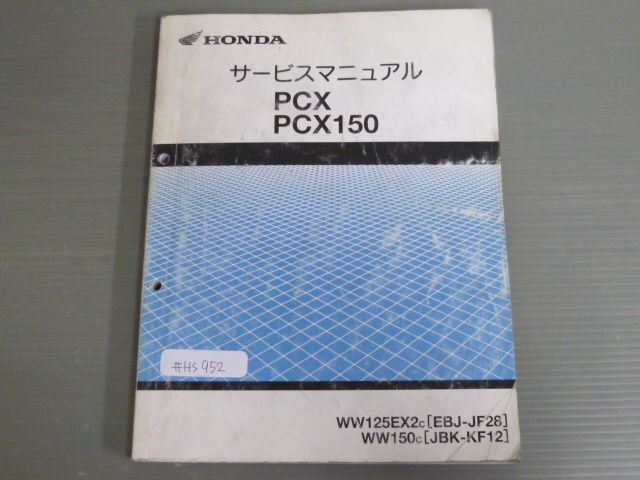 HONDA
サービスマニュアル
PCX
PCX150
#HS952
WW125EX2c[EBJ-JF28]
WW150c[JBK-KF12]